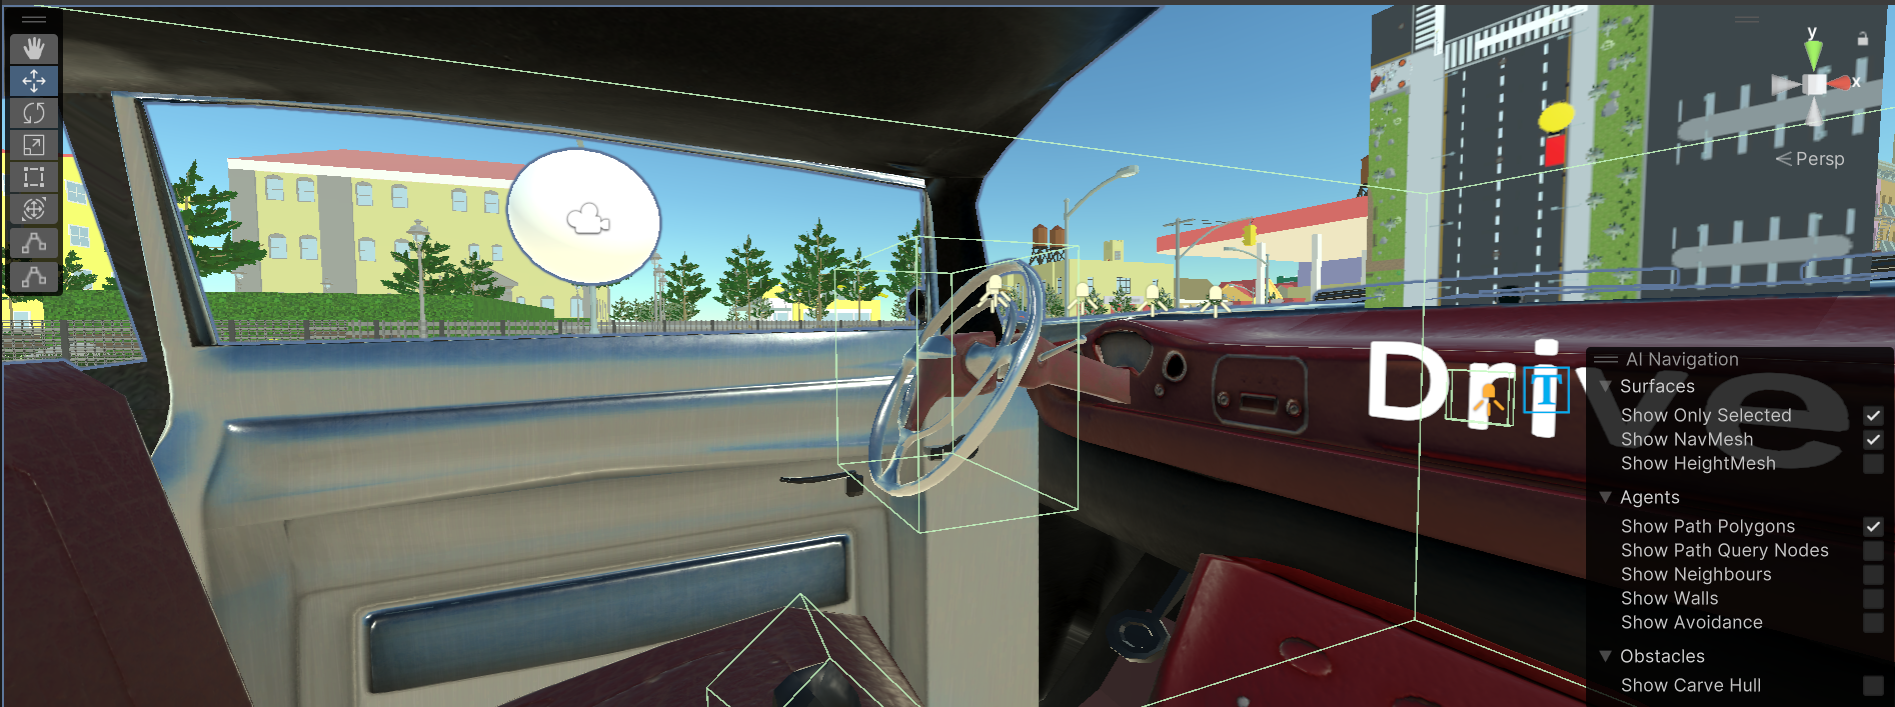 y
x
Persp
Drive
T
AI Navigation
Surfaces
Show Only Selected
Show NavMesh
Show HeightMesh
Agents
Show Path Polygons
Show Path Query Nodes
Show Neighbours
Show Walls
Show Avoidance
Obstacles
Show Carve Hull